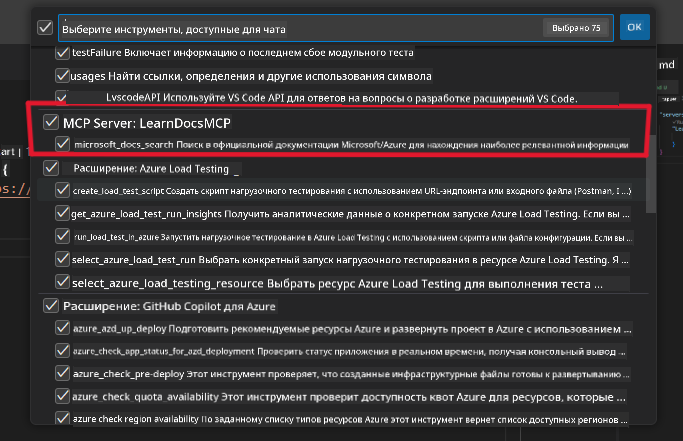 Выберите инструменты, доступные для чата
Выбрано 75
OK
testFailure Включает информацию о последнем сбое модульного теста
usages Найти ссылки, определения и другие использования символа
LvscodeAPI Используйте VS Code API для ответов на вопросы о разработке расширений VS Code.
MCP Server: LearnDocsMCP
microsoft_docs_search Поиск в официальной документации Microsoft/Azure для нахождения наиболее релевантной информации
Расширение: Azure Load Testing _
create_load_test_script Создать скрипт нагрузочного тестирования с использованием URL-эндпоинта или входного файла (Postman, I ...)
get_azure_load_test_run_insights Получить аналитические данные о конкретном запуске Azure Load Testing. Если вы ...
run_load_test_in_azure Запустить нагрузочное тестирование в Azure Load Testing с использованием скрипта или файла конфигурации. Если вы ...
select_azure_load_test_run Выбрать конкретный запуск нагрузочного тестирования в ресурсе Azure Load Testing. Я ...
select_azure_load_testing_resource Выбрать ресурс Azure Load Testing для выполнения теста ...
Расширение: GitHub Copilot для Azure
azure_azd_up_deploy Подготовить рекомендуемые ресурсы Azure и развернуть проект в Azure с использованием ...
azure_check_app_status_for_azd_deployment Проверить статус приложения в реальном времени, получая консольный вывод ...
azure_check_pre-deploy Этот инструмент проверяет, что созданные инфраструктурные файлы готовы к развертыванию ...
azure_check_quota_availability Этот инструмент проверит доступность квот Azure для ресурсов, которые ...
azure check region availability По заданному списку типов ресурсов Azure этот инструмент вернет список доступных регионов ...
md
art |
{